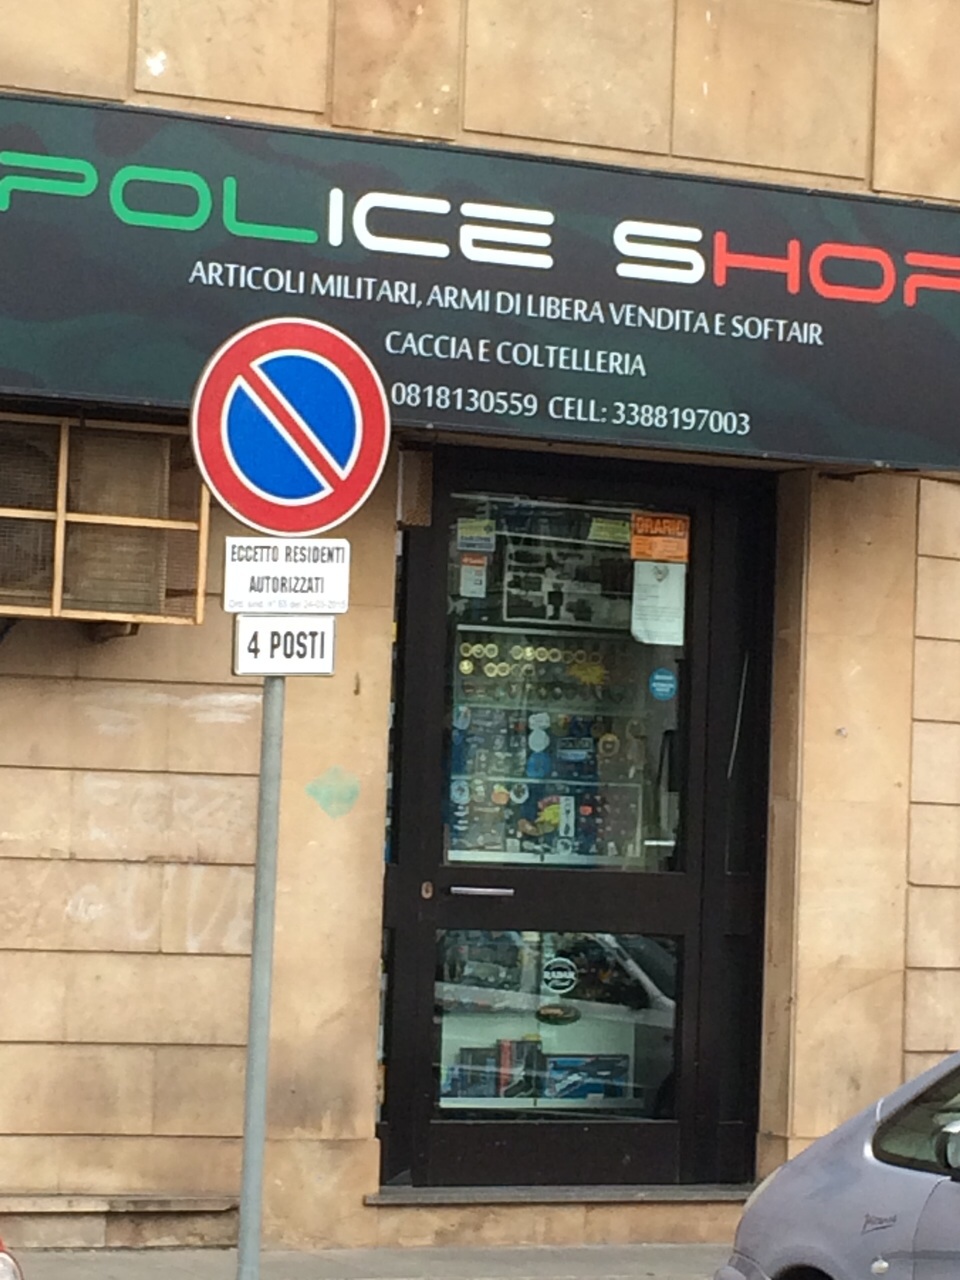 POLICE SHOP
ARTICOLI MILITARI, ARMI DI LIBERA VENDITA E SOFTAIR
CACCIA E COLTELLERIA
0818130559 CELL: 3388197003
ECCETTO RESIDENTI
AUTORIZZATI
4 POSTI
ORARIO
RADAR